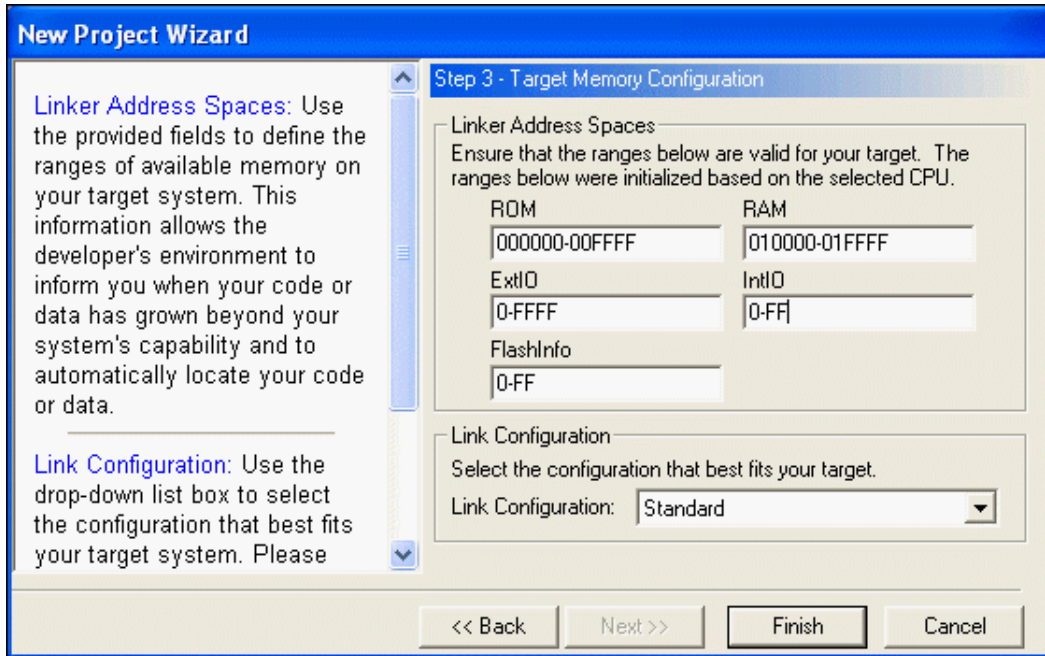 New Project Wizard
Linker Address Spaces: Use
the provided fields to define the
ranges of available memory on
your target system. This
information allows the
developer's environment to
inform you when your code or
data has grown beyond your
system's capability and to
automatically locate your code
or data.
Link Configuration: Use the
drop-down list box to select
the configuration that best fits
your target system. Please
Step 3 - Target Memory Configuration
Linker Address Spaces
Ensure that the ranges below are valid for your target. The
ranges below were initialized based on the selected CPU.
ROM
RAM
000000-00FFFF
010000-01FFFF
ExtIO
IntIO
0-FFFF
0-FF
FlashInfo
0-FF
Link Configuration
Select the configuration that best fits your target.
Link Configuration: Standard
<< Back
Next >>
Finish
Cancel